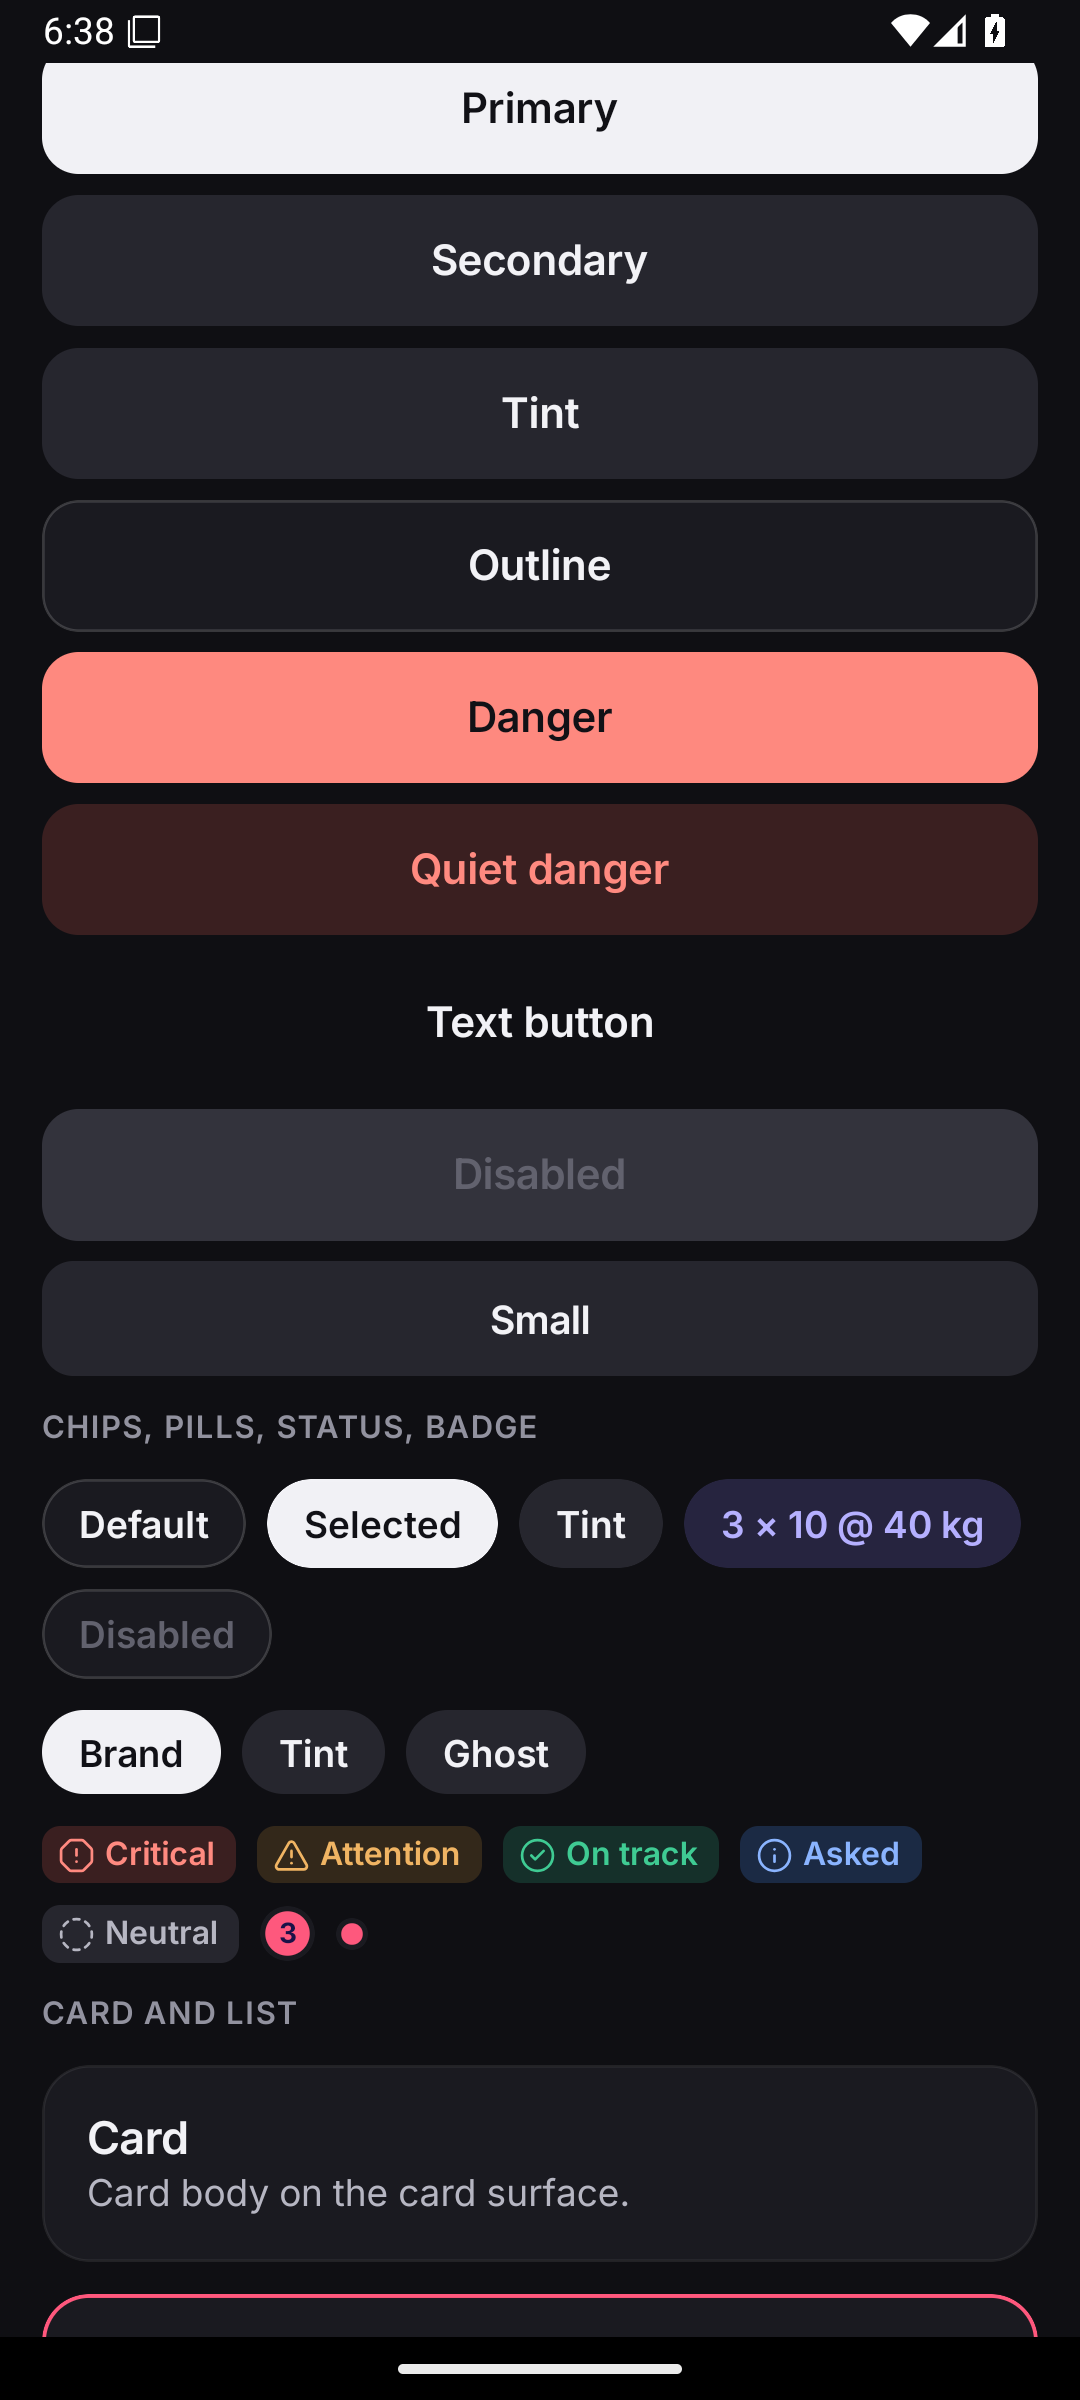 6:38
Primary
Secondary
Tint
Outline
Danger
Quiet danger
Text button
Disabled
Small
CHIPS, PILLS, STATUS, BADGE
Default Selected Tint 3 × 10 @ 40 kg
Disabled
Brand Tint Ghost
Critical Attention On track Asked
Neutral 3
CARD AND LIST
Card
Card body on the card surface.